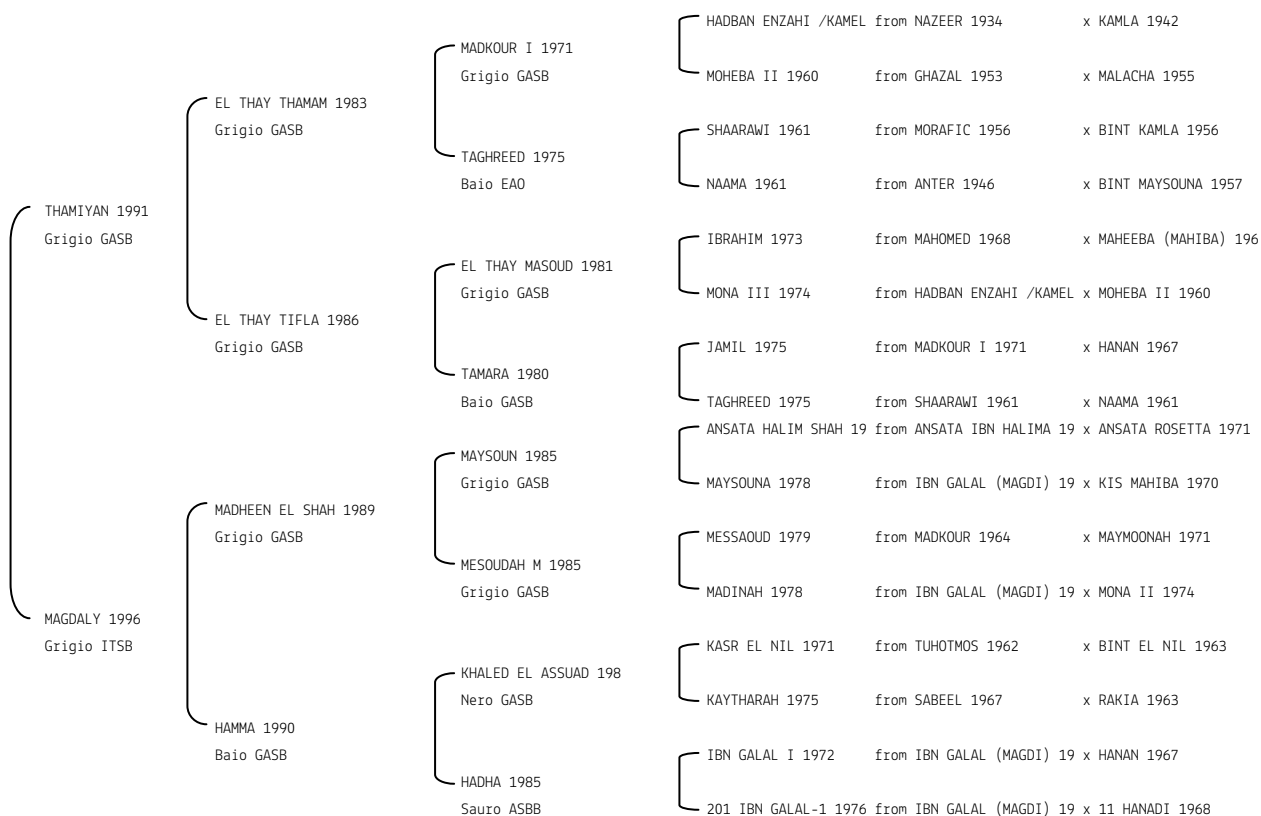 HADBAN ENZAHI /KAMEL from NAZEER 1934 x KAMLA 1942
MADKOUR I 1971
Grigio GASB
MOHEBA II 1960 from GHAZAL 1953 x MALACHA 1955
EL THAY THAMAM 1983
Grigio GASB
SHAARAWI 1961 from MORAFIC 1956 x BINT KAMLA 1956
TAGHREED 1975
Baio EAO
NAAMA 1961 from ANTER 1946 x BINT MAYSOUNA 1957
THAMIYAN 1991
Grigio GASB
IBRAHIM 1973 from MAHOMED 1968 x MAHEEBA (MAHIBA) 196
EL THAY MASOUD 1981
Grigio GASB
MONA III 1974 from HADBAN ENZAHI /KAMEL x MOHEBA II 1960
EL THAY TIFLA 1986
Grigio GASB
JAMIL 1975 from MADKOUR I 1971 x HANAN 1967
TAMARA 1980
Baio GASB
TAGHREED 1975 from SHAARAWI 1961 x NAAMA 1961
ANSATA HALIM SHAH 19 from ANSATA IBN HALIMA 19 x ANSATA ROSETTA 1971
MAYSOUN 1985
Grigio GASB
MAYSOUNA 1978 from IBN GALAL (MAGDI) 19 x KIS MAHIBA 1970
MADHEEN EL SHAH 1989
Grigio GASB
MESSAOUD 1979 from MADKOUR 1964 x MAYMOONAH 1971
MESOUDAH M 1985
Grigio GASB
MADINAH 1978 from IBN GALAL (MAGDI) 19 x MONA II 1974
MAGDALY 1996
Grigio ITSB
KASR EL NIL 1971 from TUHOTMOS 1962 x BINT EL NIL 1963
KHALED EL ASSUAD 198
Nero GASB
KAYTHARAH 1975 from SABEEL 1967 x RAKIA 1963
HAMMA 1990
Baio GASB
IBN GALAL I 1972 from IBN GALAL (MAGDI) 19 x HANAN 1967
HADHA 1985
Sauro ASBB
201 IBN GALAL-1 1976 from IBN GALAL (MAGDI) 19 x 11 HANADI 1968